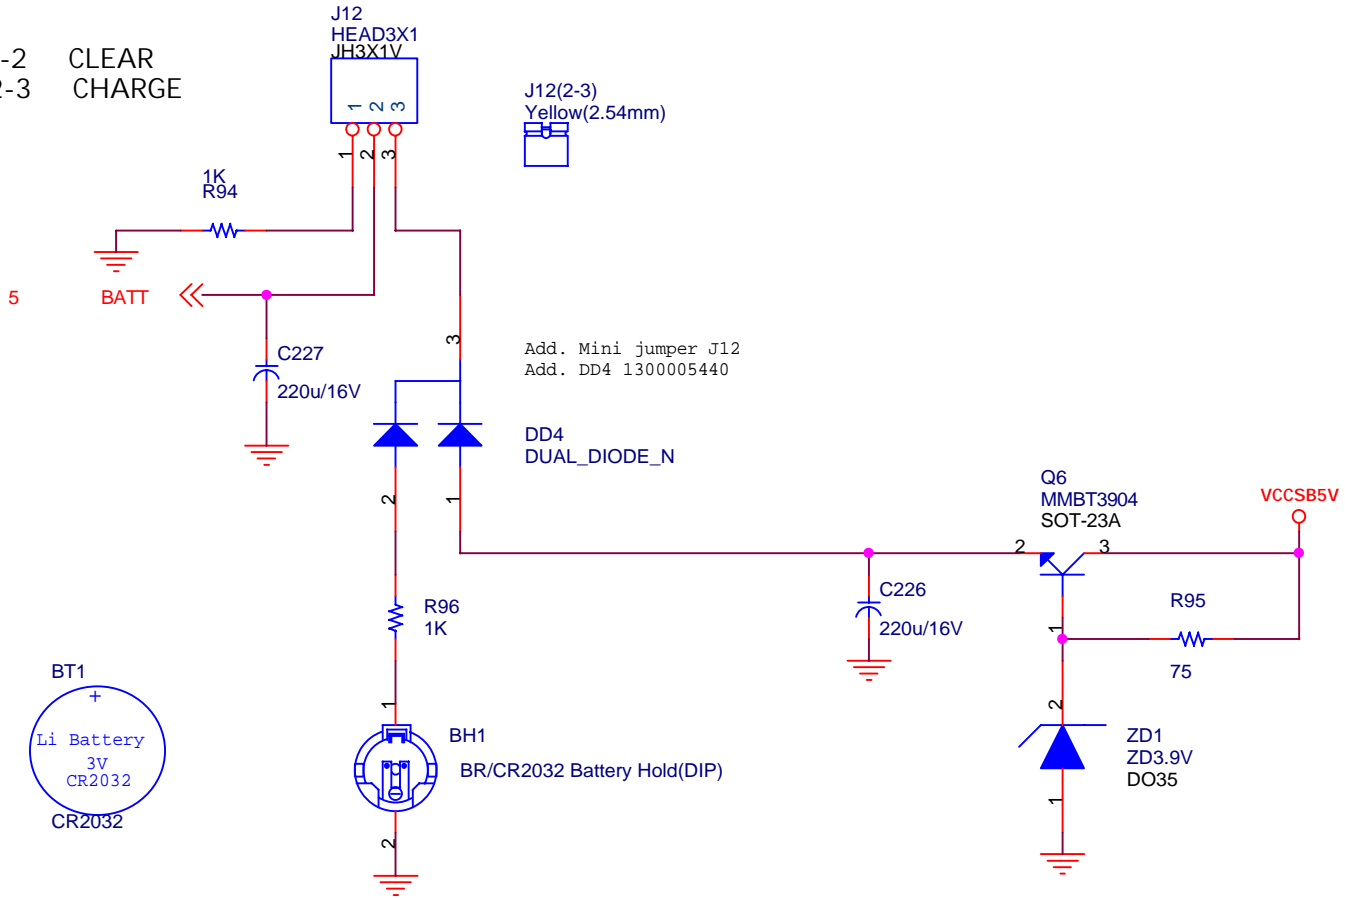 J12
HEAD3X1
JH3X1V
-2 CLEAR
2-3 CHARGE
1 2 3
1 2 3
J12(2-3)
Yellow(2.54mm)
1K
R94
5 BATT
C227
220u/16V
3
Add. Mini jumper J12
Add. DD4 1300005440
DD4
DUAL_DIODE_N
2 1
Q6
MMBT3904
SOT-23A
VCCSB5V
2 3
C226
220u/16V
1
R95
75
R96
1K
BT1
+
Li Battery
3V
CR2032
CR2032
1
BH1
BR/CR2032 Battery Hold(DIP)
2
2
ZD1
ZD3.9V
DO35
1